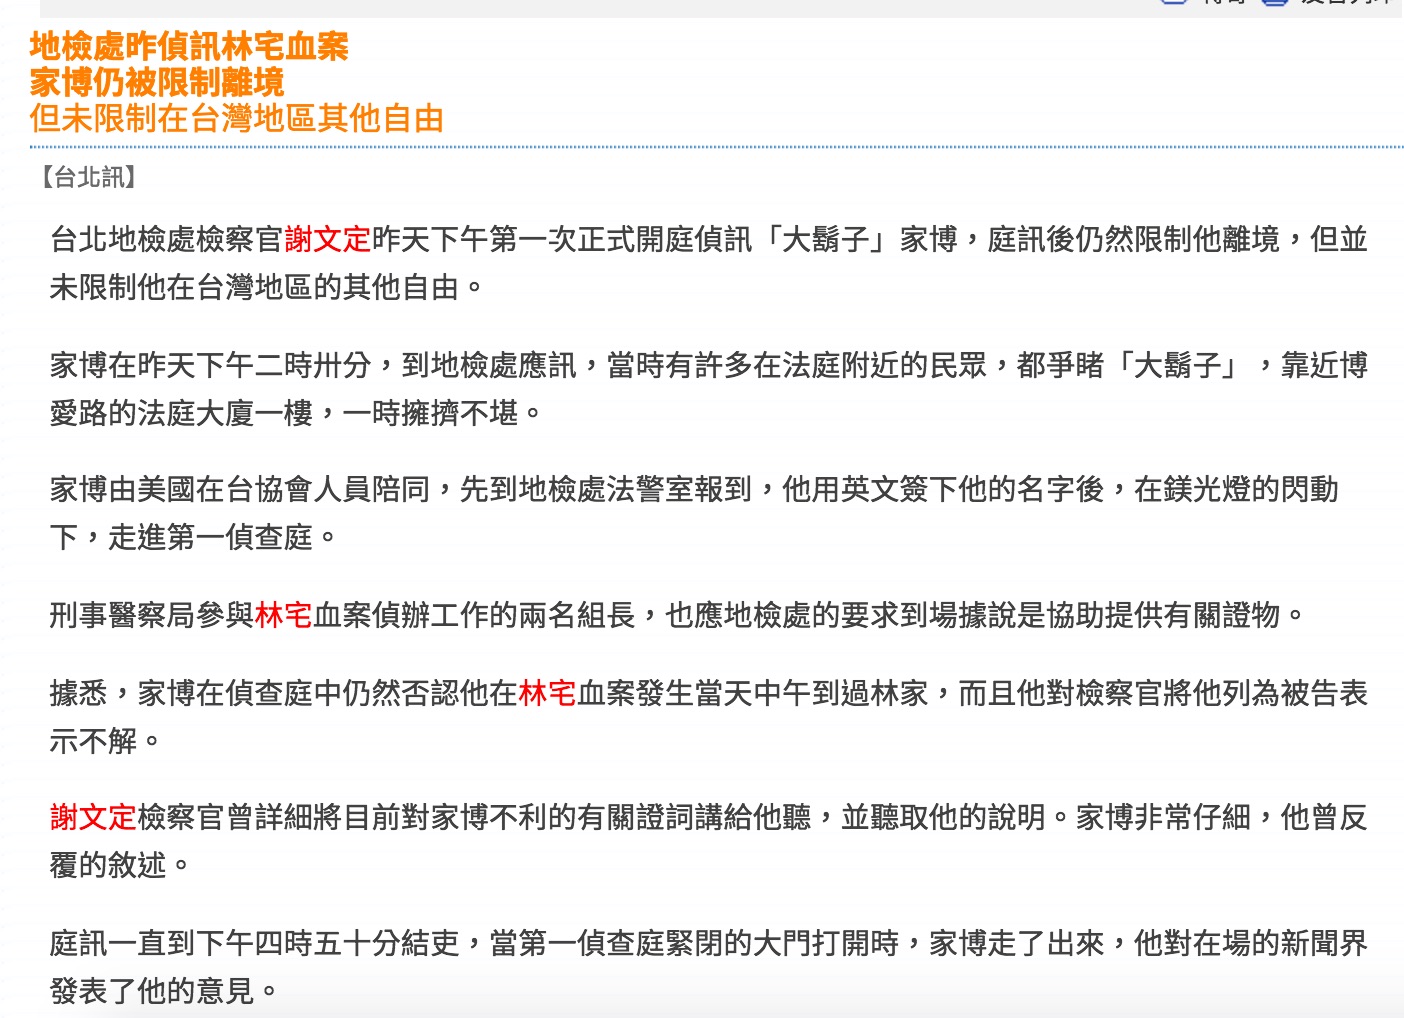 地檢處昨偵訊林宅血案
家博仍被限制離境
但未限制在台灣地區其他自由
【台北訊】
台北地檢處檢察官謝文定昨天下午第一次正式開庭偵訊「大鬍子」家博，庭訊後仍然限制他離境，但並
未限制他在台灣地區的其他自由。
家博在昨天下午二時卅分，到地檢處應訊，當時有許多在法庭附近的民眾，都爭睹「大鬍子」，靠近博
愛路的法庭大廈一樓，一時擁擠不堪。
家博由美國在台協會人員陪同，先到地檢處法警室報到，他用英文簽下他的名字後，在鎂光燈的閃動
下，走進第一偵查庭。
刑事醫察局參與林宅血案偵辦工作的兩名組長，也應地檢處的要求到場據說是協助提供有關證物。
據悉，家博在偵查庭中仍然否認他在林宅血案發生當天中午到過林家，而且他對檢察官將他列為被告表
示不解。
謝文定檢察官曾詳細將目前對家博不利的有關證詞講給他聽，並聽取他的說明。家博非常仔細，他曾反
覆的敘述。
庭訊一直到下午四時五十分結吏，當第一偵查庭緊閉的大門打開時，家博走了出來，他對在場的新聞界
發表了他的意見。